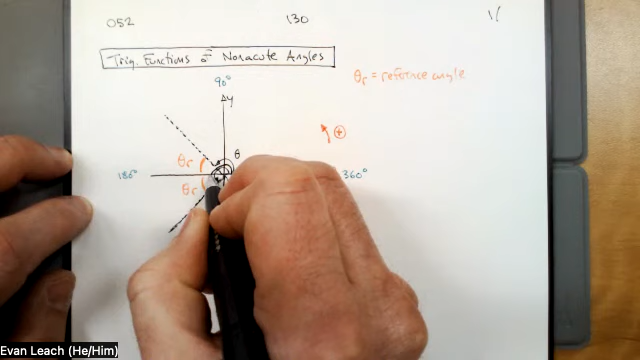 052 130
Trig. Functions of Nonacute Angles
θr = reference angle
90°
y
⊕
θr θ
180° 360°
θr
Evan Leach (He/Him)